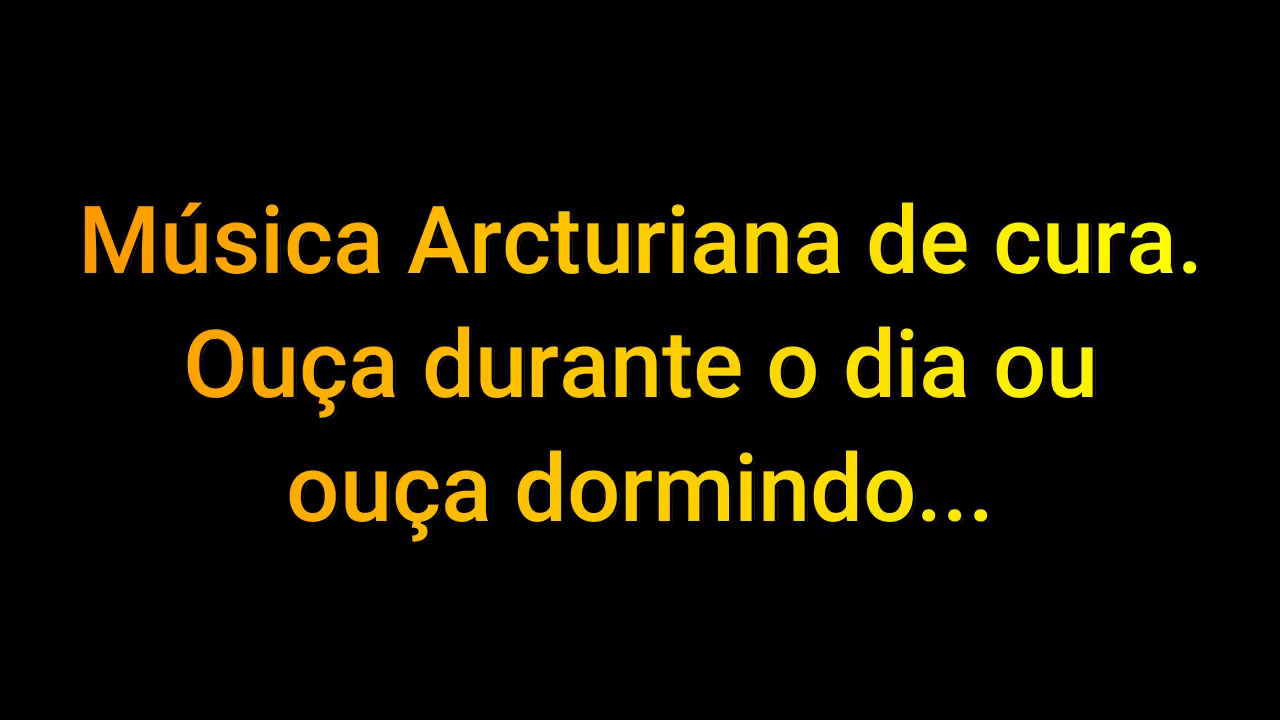 Música Arcturiana de cura.
Ouça durante o dia ou
ouça dormindo...